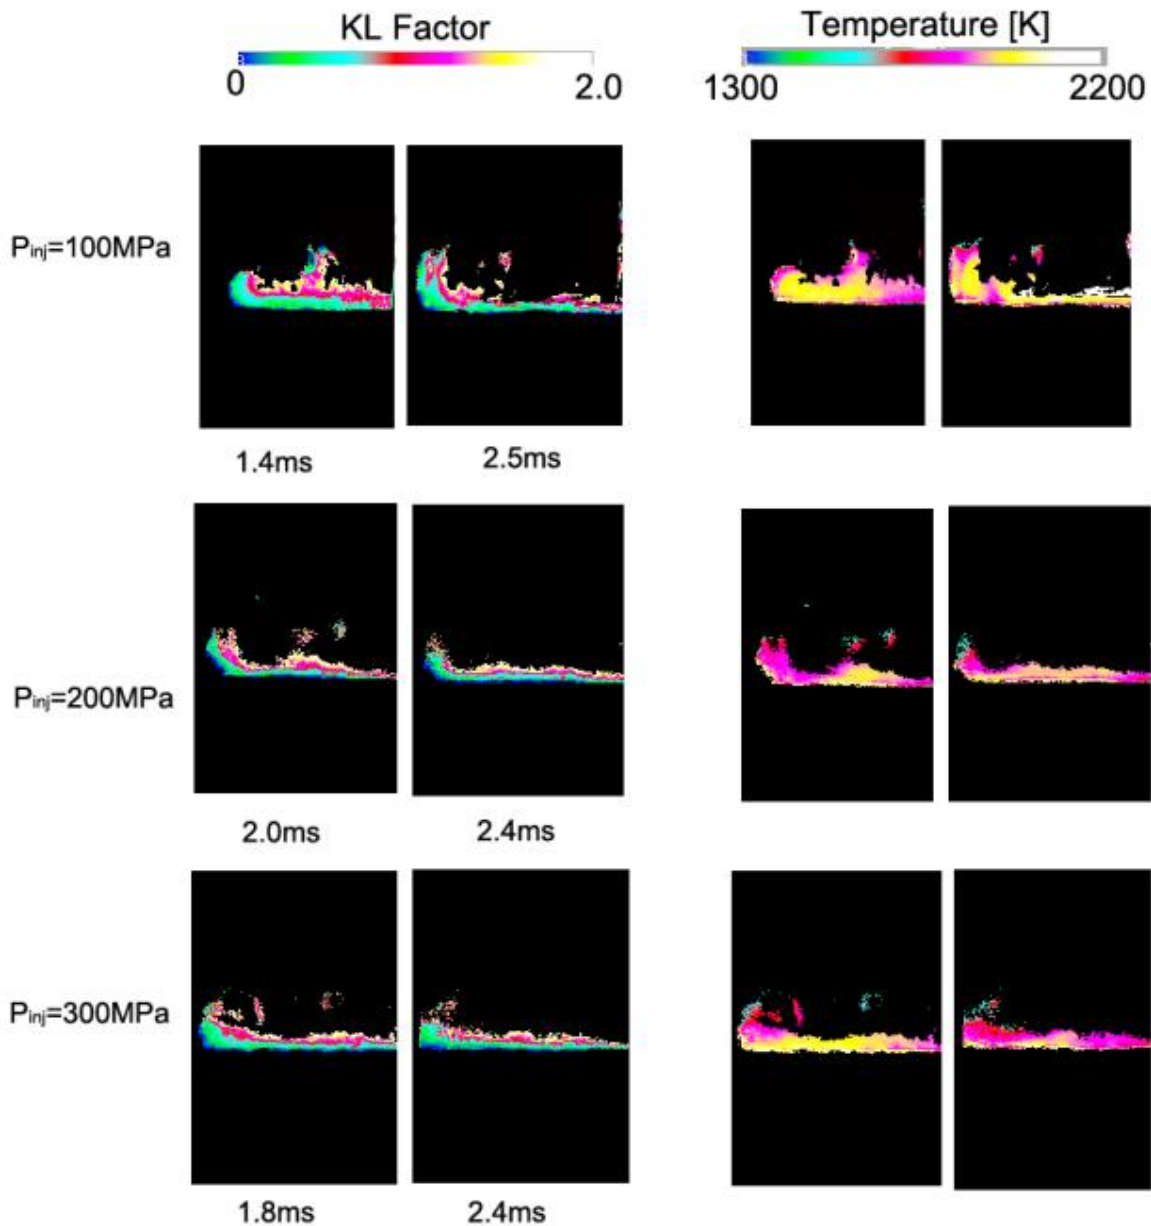 KL Factor
Temperature [K]
0
2.0
1300
2200
Pinj=100MPa
1.4ms
2.5ms
Pinj=200MPa
2.0ms
2.4ms
Pinj=300MPa
1.8ms
2.4ms